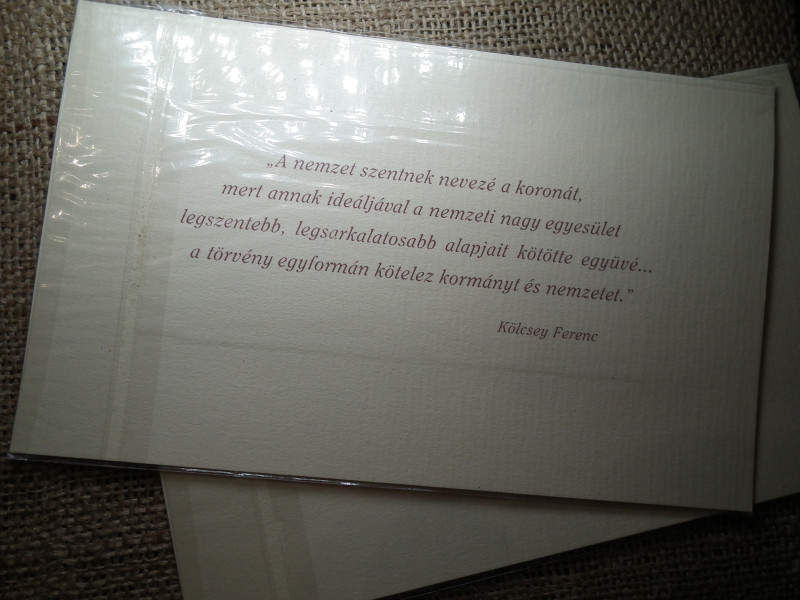 „A nemzet szentnek nevezé a koronát,
mert annak ideáljával a nemzeti nagy egyesület
legszentebb, legsarkalatosabb alapjait kötötte együvé...
a törvény egyformán kötelez kormányt és nemzetet.”
Kölcsey Ferenc